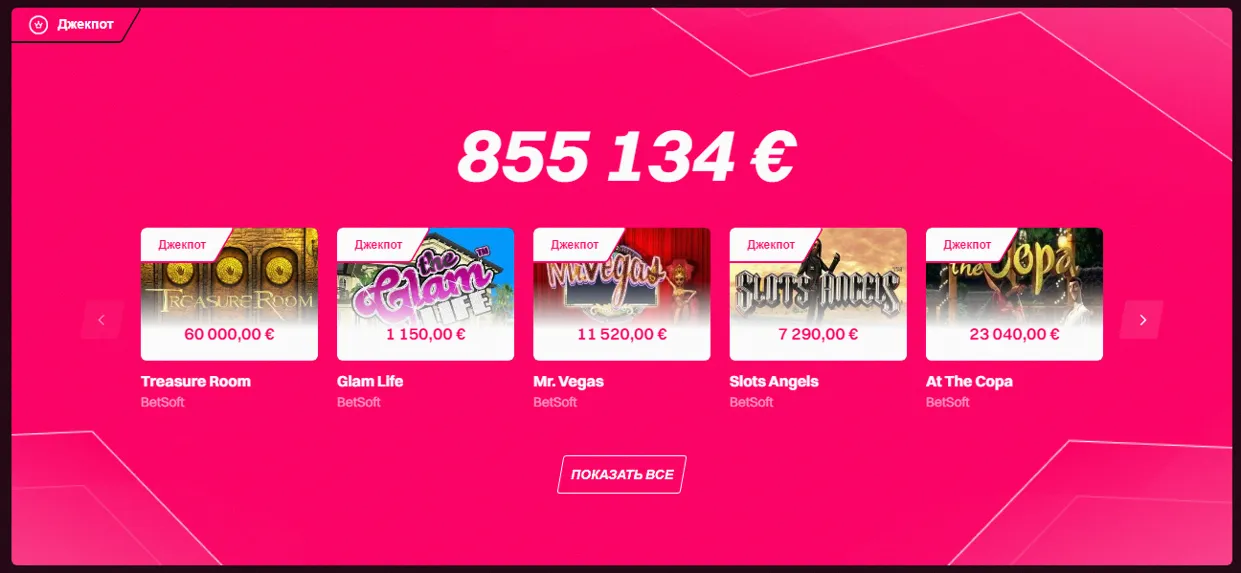 Джекпот
855 134 €
Джекпот
TREASURE ROOM
60 000,00 €
Treasure Room
BetSoft
Джекпот
the Glam LIFE™
1 150,00 €
Glam Life
BetSoft
Джекпот
Mr.Vegas
11 520,00 €
Mr. Vegas
BetSoft
Джекпот
SLOTS ANGELS
7 290,00 €
Slots Angels
BetSoft
Джекпот
the Copa
23 040,00 €
At The Copa
BetSoft
ПОКАЗАТЬ ВСЕ